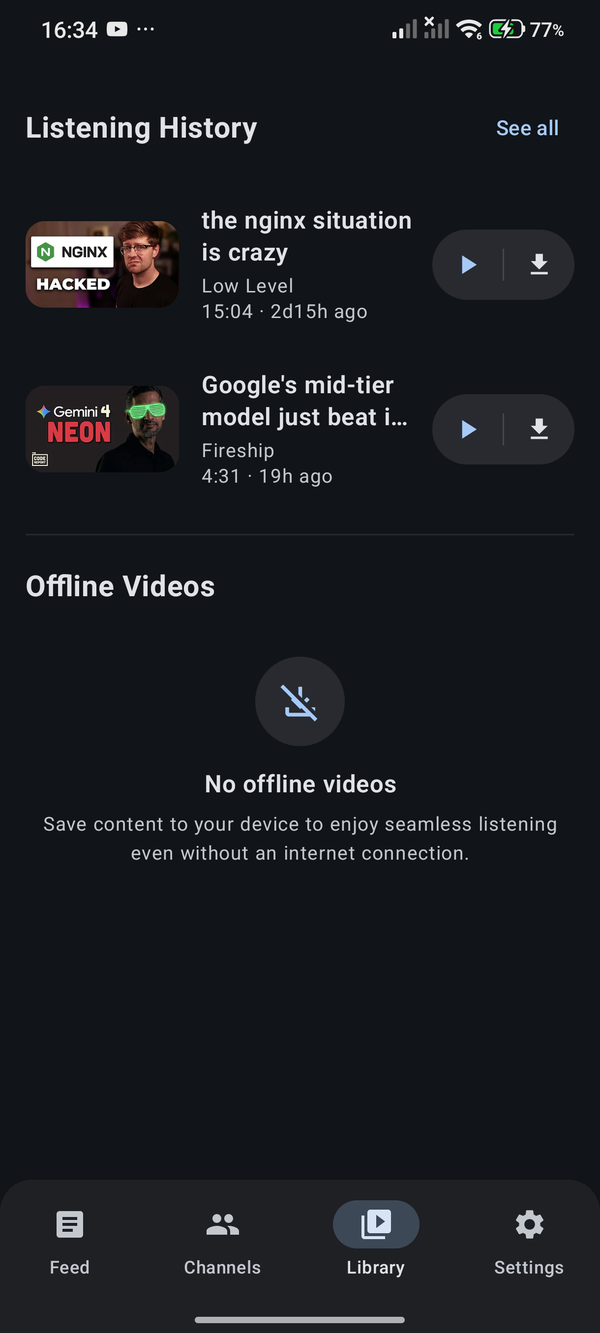 16:34
77%
Listening History
See all
NGINX
HACKED
the nginx situation
is crazy
Low Level
15:04 · 2d15h ago
Gemini 4
NEON
CODE
REPORT
Google's mid-tier
model just beat i...
Fireship
4:31 · 19h ago
Offline Videos
No offline videos
Save content to your device to enjoy seamless listening
even without an internet connection.
Feed
Channels
Library
Settings